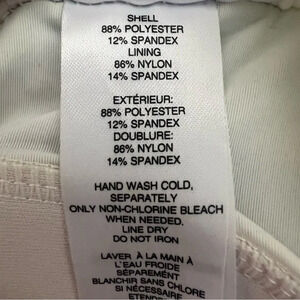 SHELL
88% POLYESTER
12% SPANDEX
LINING
86% NYLON
14% SPANDEX
EXTÉRIEUR:
88% POLYESTER
12% SPANDEX
DOUBLURE:
86% NYLON
14% SPANDEX
HAND WASH COLD,
SEPARATELY
ONLY NON-CHLORINE BLEACH
WHEN NEEDED,
LINE DRY
DO NOT IRON
LAVER À LA MAIN À
L'EAU FROIDE
SÉPARÉMENT
BLANCHIR SANS CHLORE
SI NÉCESSAIRE